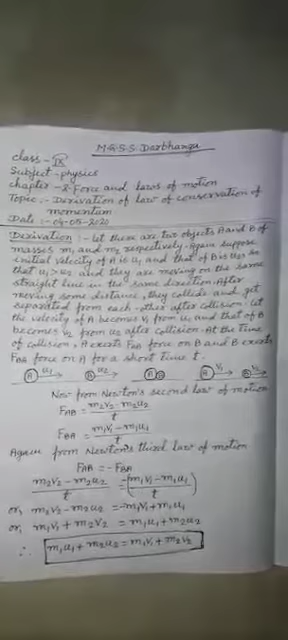 M.G.S.S. Darbhanga
Class - IX
Subject - physics
chapter - 2. Force and laws of motion
Topic - Derivation of law of conservation of momentum
Date :- 04-05-2020
Derivation :- Let there are two objects A and B of
masses m₁ and m₂ respectively. Again suppose
initial velocity of A is u₁ and that of B is u₂, so
that u₁ > u₂ and they are moving on the same
straight line in the same direction. After
moving some distance, they collide and get
separated from each-other after collision. Let
the velocity of A becomes v₁ from u₁ and that of B
becomes v₂ from u₂ after collision. At the time
of collision, A exerts FAB force on B and B exerts
FBA force on A for a short time t.
A u₁ B u₂ A B A v₁ B v₂
Now from Newton's second law of motion
FAB = m₂v₂ - m₂u₂ / t
FBA = m₁v₁ - m₁u₁ / t
Again from Newton's third law of motion
FAB = - FBA
m₂v₂ - m₂u₂ / t = -(m₁v₁ - m₁u₁ / t)
or, m₂v₂ - m₂u₂ = -m₁v₁ + m₁u₁
or, m₁v₁ + m₂v₂ = m₁u₁ + m₂u₂
∴ m₁u₁ + m₂u₂ = m₁v₁ + m₂v₂